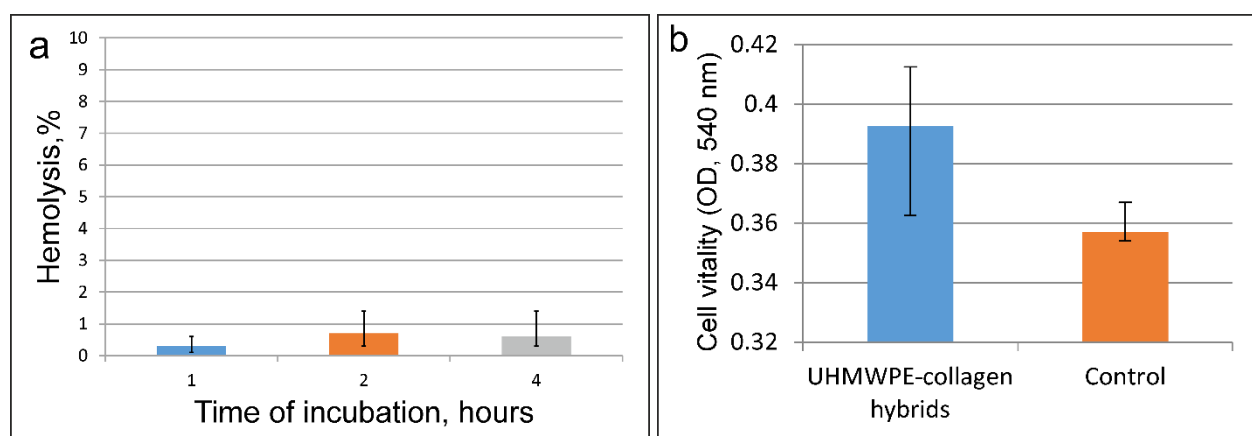 a
10
9
8
7
6
5
4
3
2
1
0
Hemolysis,%
1 2 4
Time of incubation, hours
b
0.42
0.4
0.38
0.36
0.34
0.32
Cell vitality (OD, 540 nm)
UHMWPE-collagen
hybrids
Control